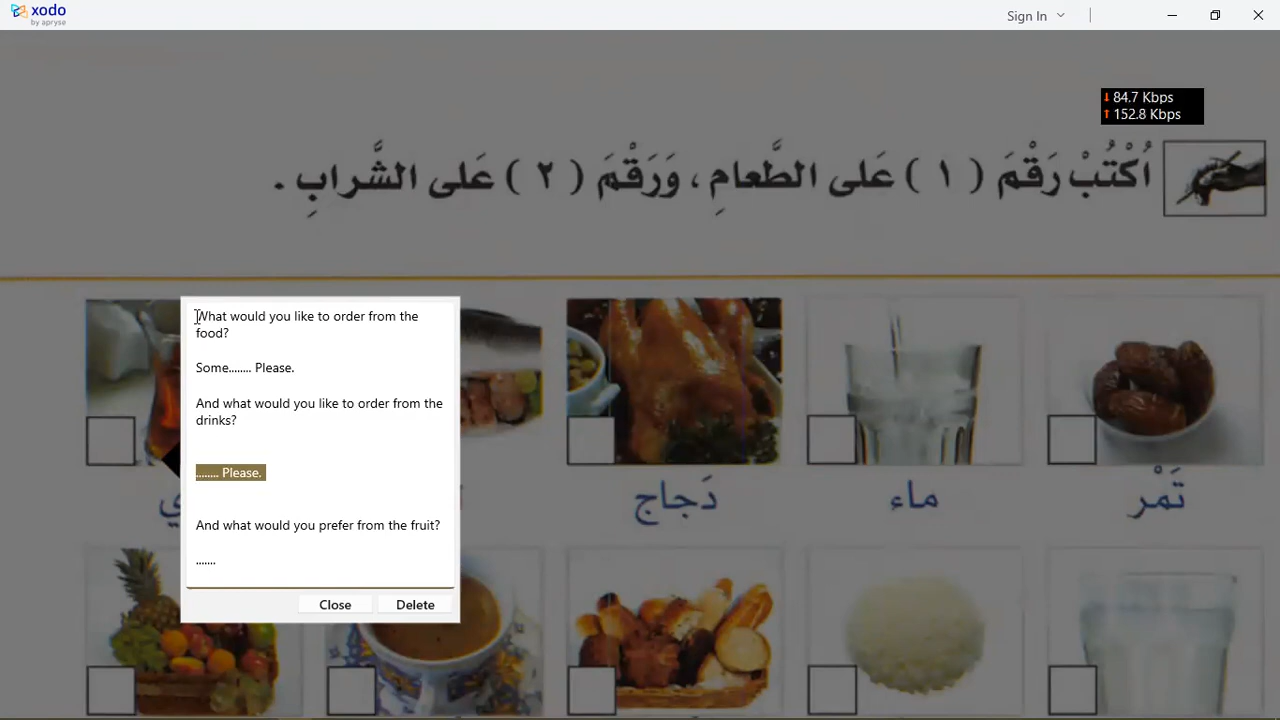 xodo
by apryse
Sign In
↓ 84.7 Kbps
↑ 152.8 Kbps
اُكْتُبْ رَقْمَ ( ١ ) عَلى الطَّعامِ ، وَرَقْمَ ( ٢ ) عَلى الشَّرابِ .
What would you like to order from the
food?
Some........ Please.
And what would you like to order from the
drinks?
........ Please.
And what would you prefer from the fruit?
.......
Close
Delete
تَمْر
ماء
دَجاج